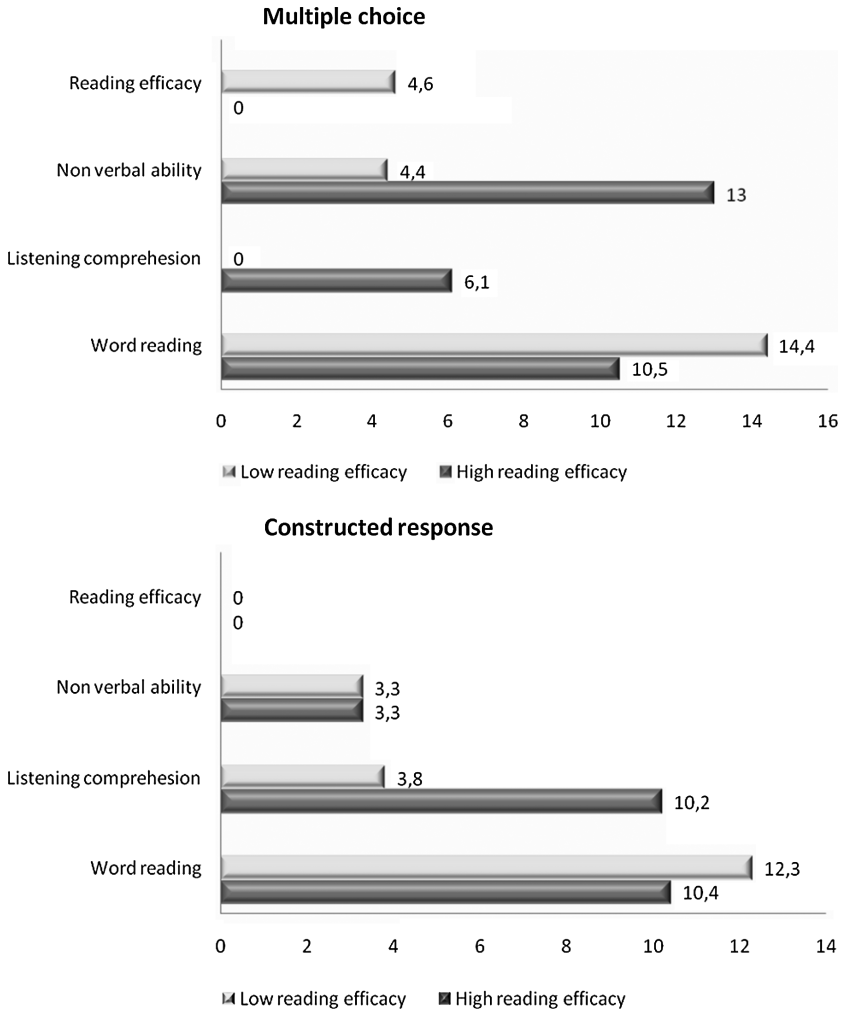 Multiple choice
Reading efficacy
4,6
0
Non verbal ability
4,4
13
Listening comprehesion
0
6,1
Word reading
14,4
10,5
0 2 4 6 8 10 12 14 16
Low reading efficacy High reading efficacy
Constructed response
Reading efficacy
0
0
Non verbal ability
3,3
3,3
Listening comprehesion
3,8
10,2
Word reading
12,3
10,4
0 2 4 6 8 10 12 14
Low reading efficacy High reading efficacy